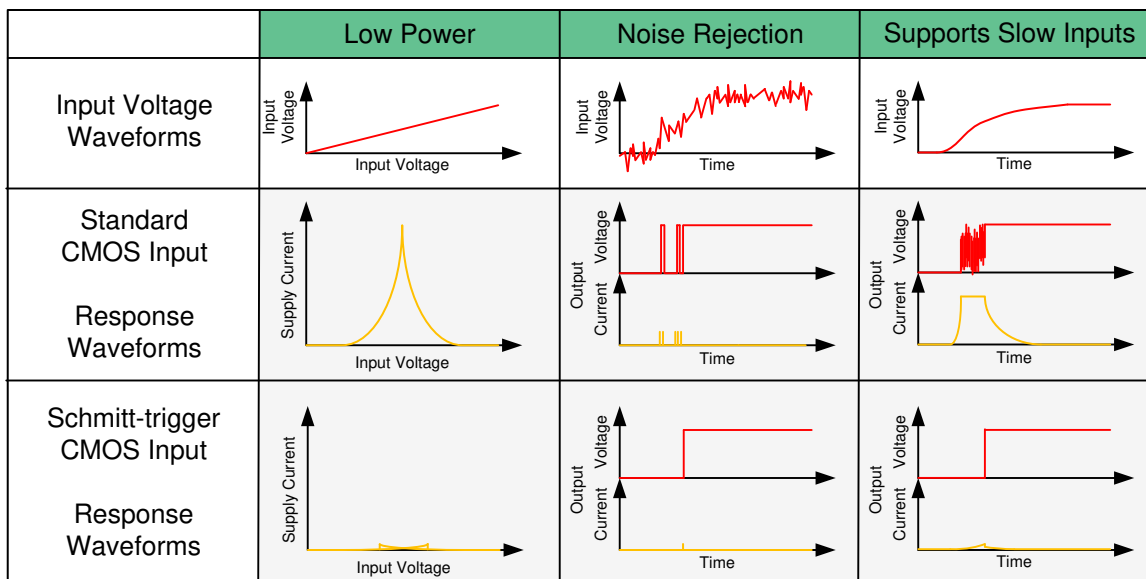 Low Power
Noise Rejection
Supports Slow Inputs
Input Voltage
Waveforms
Input
Voltage
Input Voltage
Input
Voltage
Time
Input
Voltage
Time
Standard
CMOS Input
Response
Waveforms
Supply Current
Input Voltage
Output
Voltage
Current
Time
Output
Voltage
Current
Time
Schmitt-trigger
CMOS Input
Response
Waveforms
Supply Current
Input Voltage
Output
Voltage
Current
Time
Output
Voltage
Current
Time